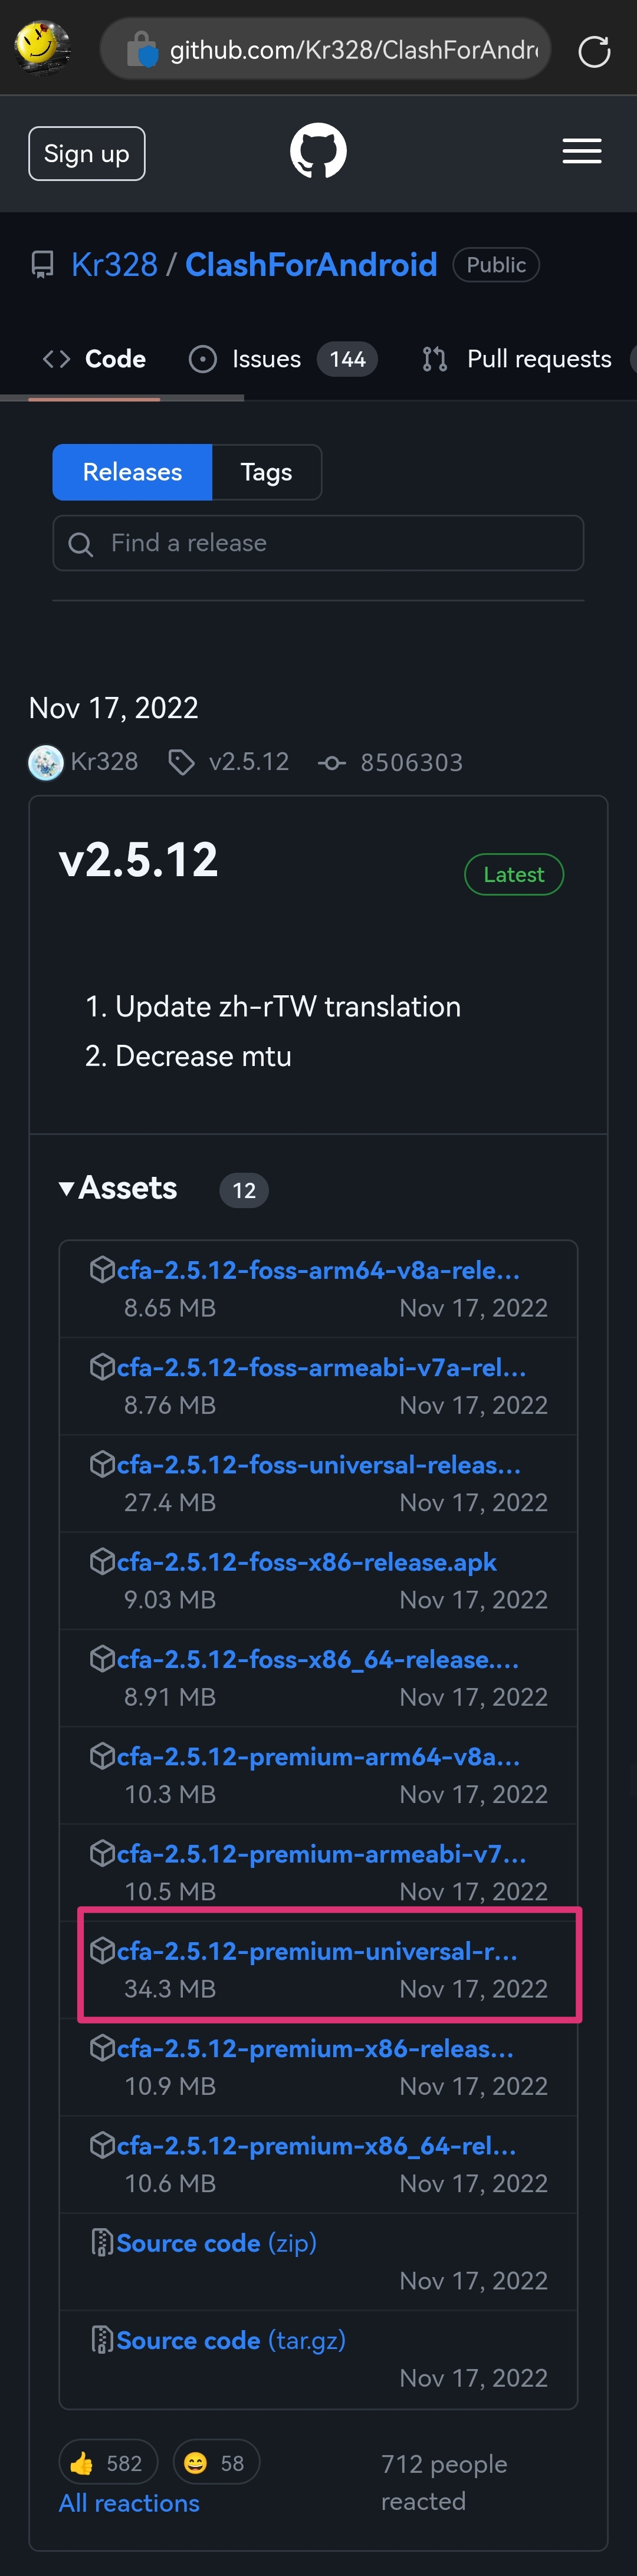 github.com/Kr328/ClashForAndr
Sign up
Kr328 / ClashForAndroid Public
Code Issues 144 Pull requests
Releases Tags
Find a release
Nov 17, 2022
Kr328 v2.5.12 8506303
v2.5.12 Latest
1. Update zh-rTW translation
2. Decrease mtu
Assets 12
cfa-2.5.12-foss-arm64-v8a-rele...
8.65 MB Nov 17, 2022
cfa-2.5.12-foss-armeabi-v7a-rel...
8.76 MB Nov 17, 2022
cfa-2.5.12-foss-universal-releas...
27.4 MB Nov 17, 2022
cfa-2.5.12-foss-x86-release.apk
9.03 MB Nov 17, 2022
cfa-2.5.12-foss-x86_64-release....
8.91 MB Nov 17, 2022
cfa-2.5.12-premium-arm64-v8a...
10.3 MB Nov 17, 2022
cfa-2.5.12-premium-armeabi-v7...
10.5 MB Nov 17, 2022
cfa-2.5.12-premium-universal-r...
34.3 MB Nov 17, 2022
cfa-2.5.12-premium-x86-releas...
10.9 MB Nov 17, 2022
cfa-2.5.12-premium-x86_64-rel...
10.6 MB Nov 17, 2022
Source code (zip)
Nov 17, 2022
Source code (tar.gz)
Nov 17, 2022
👍 582 😄 58 712 people
All reactions reacted